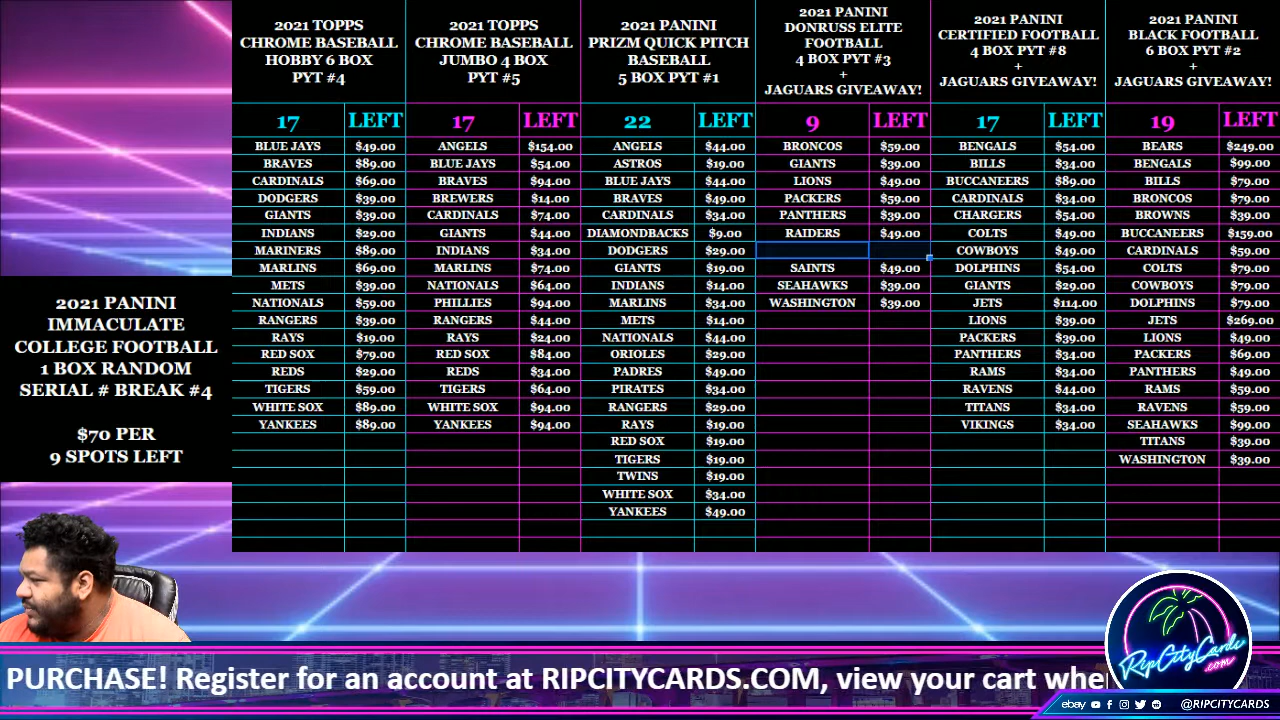 2021 TOPPS
CHROME BASEBALL
HOBBY 6 BOX
PYT #4
17 LEFT
BLUE JAYS $49.00
BRAVES $89.00
CARDINALS $69.00
DODGERS $39.00
GIANTS $39.00
INDIANS $29.00
MARINERS $89.00
MARLINS $69.00
METS $39.00
NATIONALS $59.00
RANGERS $39.00
RAYS $19.00
RED SOX $79.00
REDS $29.00
TIGERS $59.00
WHITE SOX $89.00
YANKEES $89.00
2021 TOPPS
CHROME BASEBALL
JUMBO 4 BOX
PYT #5
17 LEFT
ANGELS $154.00
BLUE JAYS $54.00
BRAVES $94.00
BREWERS $14.00
CARDINALS $74.00
GIANTS $44.00
INDIANS $34.00
MARLINS $74.00
NATIONALS $64.00
PHILLIES $94.00
RANGERS $44.00
RAYS $24.00
RED SOX $84.00
REDS $34.00
TIGERS $64.00
WHITE SOX $94.00
YANKEES $94.00
2021 PANINI
PRIZM QUICK PITCH
BASEBALL
5 BOX PYT #1
22 LEFT
ANGELS $44.00
ASTROS $19.00
BLUE JAYS $44.00
BRAVES $49.00
CARDINALS $34.00
DIAMONDBACKS $9.00
DODGERS $29.00
GIANTS $19.00
INDIANS $14.00
MARLINS $34.00
METS $14.00
NATIONALS $44.00
ORIOLES $29.00
PADRES $49.00
PIRATES $34.00
RANGERS $29.00
RAYS $19.00
RED SOX $19.00
TIGERS $19.00
TWINS $19.00
WHITE SOX $34.00
YANKEES $49.00
2021 PANINI
DONRUSS ELITE
FOOTBALL
4 BOX PYT #3
+
JAGUARS GIVEAWAY!
9 LEFT
BRONCOS $59.00
GIANTS $39.00
LIONS $49.00
PACKERS $59.00
PANTHERS $39.00
RAIDERS $49.00
SAINTS $49.00
SEAHAWKS $39.00
WASHINGTON $39.00
2021 PANINI
CERTIFIED FOOTBALL
4 BOX PYT #8
+
JAGUARS GIVEAWAY!
17 LEFT
BENGALS $54.00
BILLS $34.00
BUCCANEERS $89.00
CARDINALS $34.00
CHARGERS $54.00
COLTS $49.00
COWBOYS $49.00
DOLPHINS $54.00
GIANTS $29.00
JETS $114.00
LIONS $39.00
PACKERS $39.00
PANTHERS $34.00
RAMS $34.00
RAVENS $44.00
TITANS $34.00
VIKINGS $34.00
2021 PANINI
BLACK FOOTBALL
6 BOX PYT #2
+
JAGUARS GIVEAWAY!
19 LEFT
BEARS $249.00
BENGALS $99.00
BILLS $79.00
BRONCOS $79.00
BROWNS $39.00
BUCCANEERS $159.00
CARDINALS $59.00
COLTS $79.00
COWBOYS $79.00
DOLPHINS $79.00
JETS $269.00
LIONS $49.00
PACKERS $69.00
PANTHERS $49.00
RAMS $59.00
RAVENS $59.00
SEAHAWKS $99.00
TITANS $39.00
WASHINGTON $39.00
2021 PANINI
IMMACULATE
COLLEGE FOOTBALL
1 BOX RANDOM
SERIAL # BREAK #4
$70 PER
9 SPOTS LEFT
PURCHASE! Register for an account at RIPCITYCARDS.COM, view your cart whe
RipCityCards
.com
ebay @RIPCITYCARDS